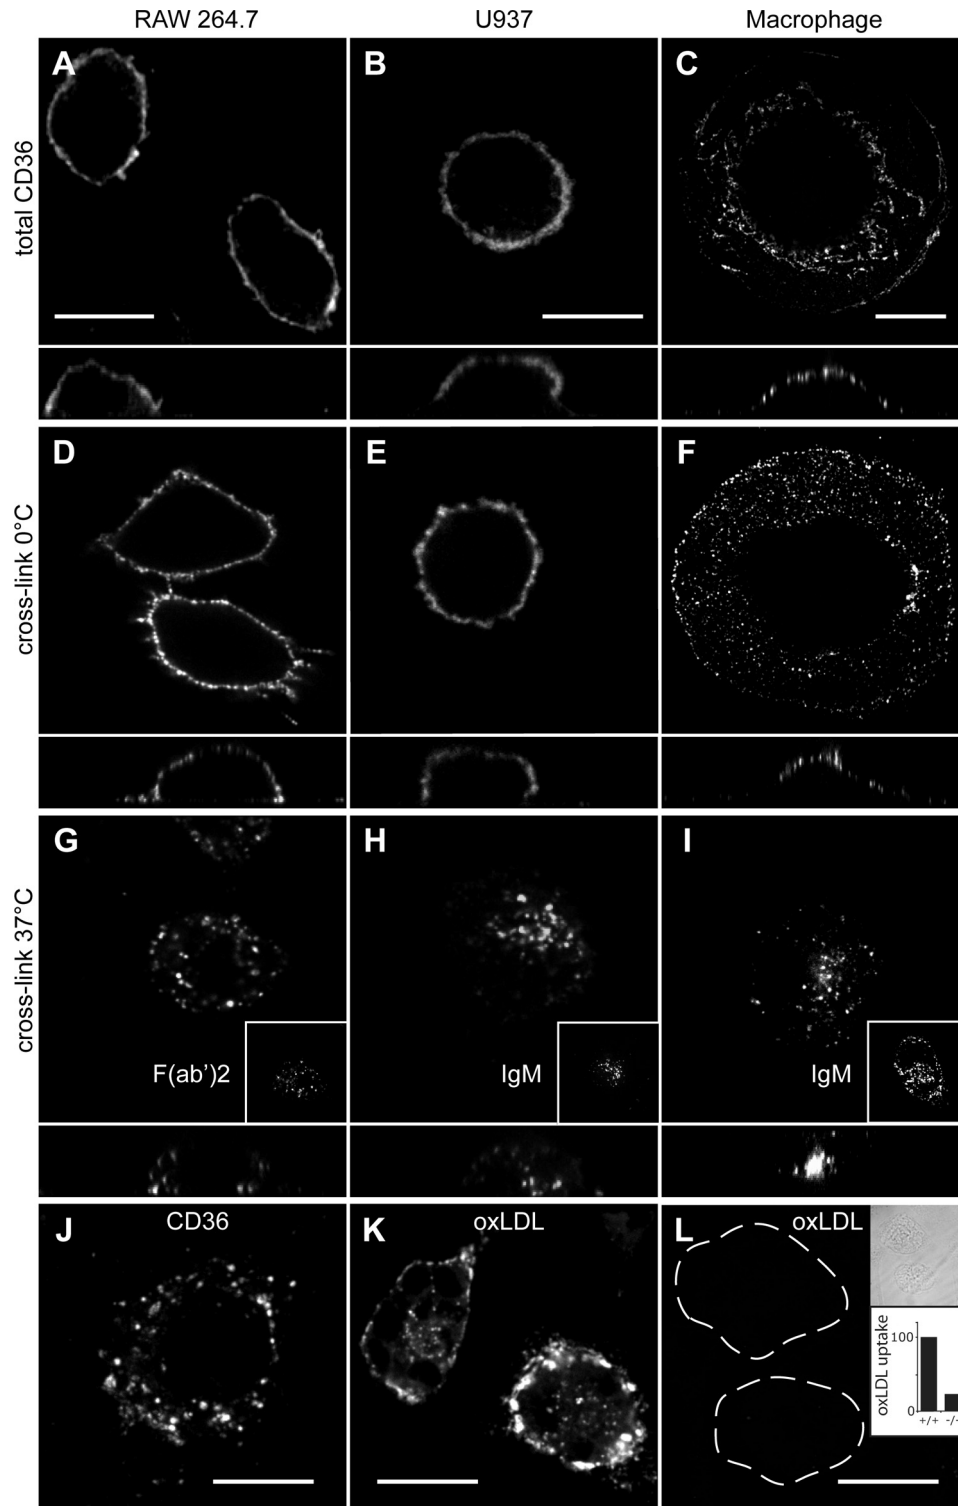 RAW 264.7 U937 Macrophage
total CD36
A B C
cross-link 0°C
D E F
cross-link 37°C
G H I
F(ab')2 IgM IgM
J CD36 K oxLDL L oxLDL
oxLDL uptake
100
0
+/+ -/-